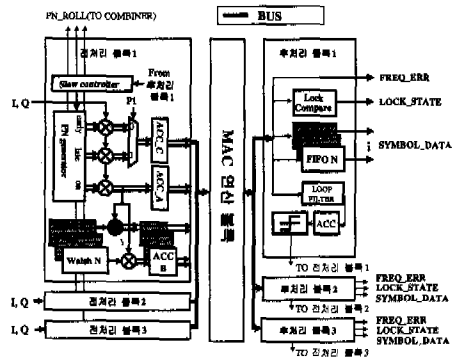 PN_ROLL(TO COMBINER)
BUS
전처리 블록1
후처리 블록1
Slew controller
From
후처리
블록1
I, Q
P1
PN generator
early
late
on
ACC_C
ACC_A
Walsh N
ACC
B
MAC 연산 블록
FREQ_ERR
Lock
Compare
LOCK_STATE
SYMBOL_DATA
FIFO N
LOOP
FILTER
ACC
TO 전처리 블록1
I, Q
전처리 블록2
후처리 블록2
FREQ_ERR
LOCK_STATE
SYMBOL_DATA
TO 전처리 블록2
I, Q
전처리 블록3
후처리 블록3
FREQ_ERR
LOCK_STATE
SYMBOL_DATA
TO 전처리 블록3